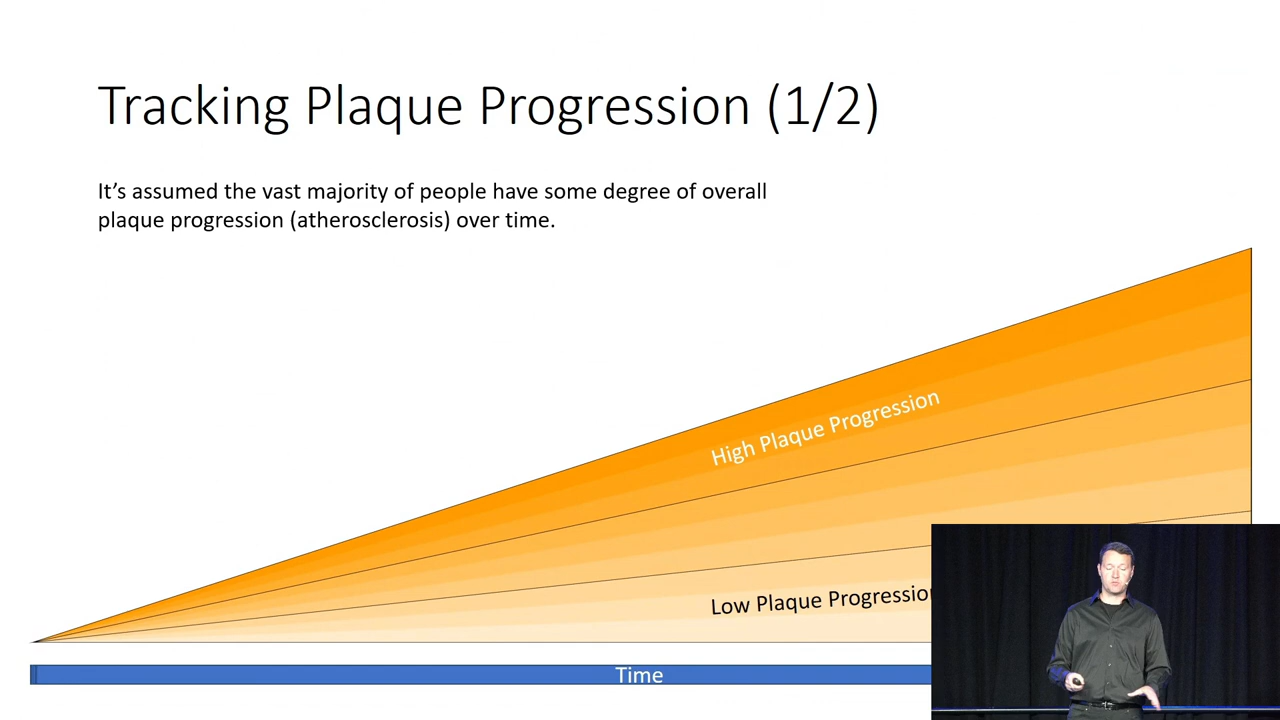 Tracking Plaque Progression (1/2)
It's assumed the vast majority of people have some degree of overall
plaque progression (atherosclerosis) over time.
High Plaque Progression
Low Plaque Progression
Time